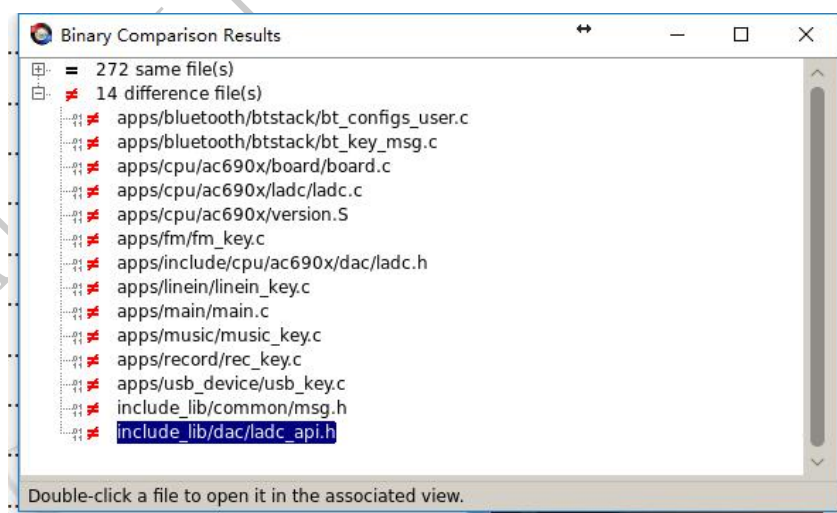 Binary Comparison Results
= 272 same file(s)
≠ 14 difference file(s)
apps/bluetooth/btstack/bt_configs_user.c
apps/bluetooth/btstack/bt_key_msg.c
apps/cpu/ac690x/board/board.c
apps/cpu/ac690x/ladc/ladc.c
apps/cpu/ac690x/version.S
apps/fm/fm_key.c
apps/include/cpu/ac690x/dac/ladc.h
apps/linein/linein_key.c
apps/main/main.c
apps/music/music_key.c
apps/record/rec_key.c
apps/usb_device/usb_key.c
include_lib/common/msg.h
include_lib/dac/ladc_api.h
Double-click a file to open it in the associated view.